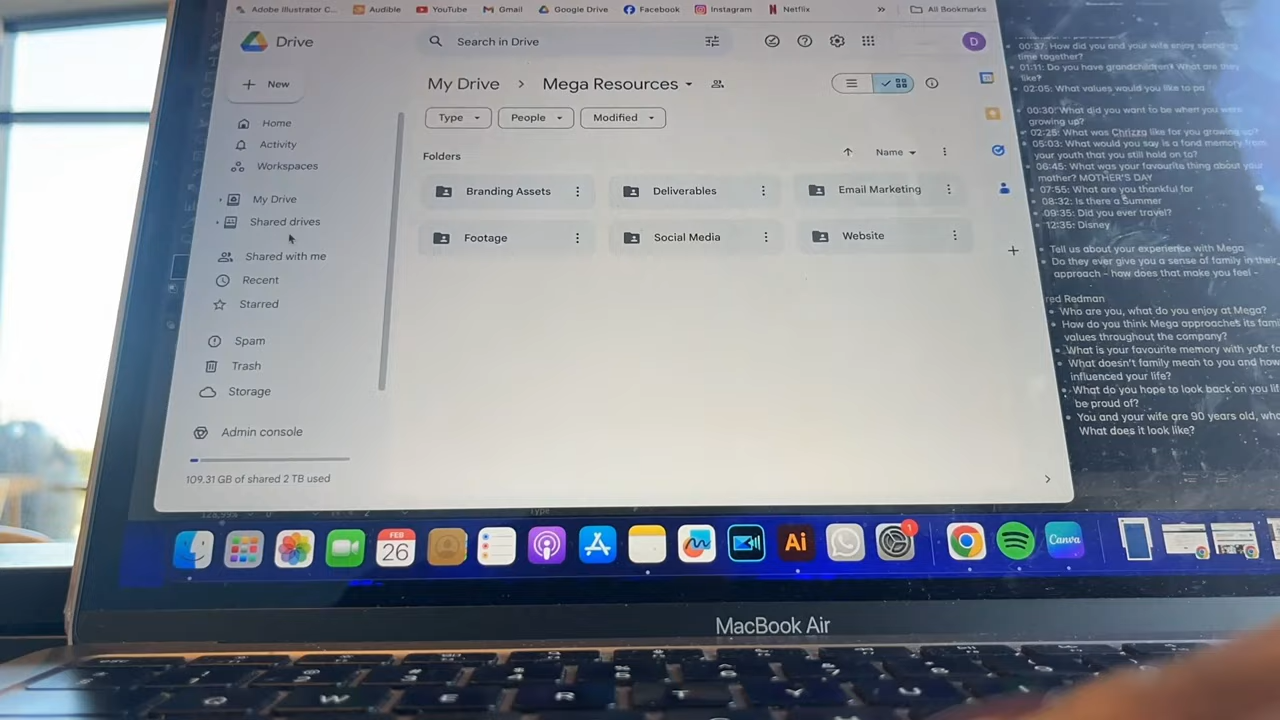 Adobe Illustrator C...
Audible
YouTube
Gmail
Google Drive
Facebook
Instagram
Netflix
»
All Bookmarks
Drive
Search in Drive
D
New
My Drive > Mega Resources
Type
People
Modified
Home
Activity
Workspaces
My Drive
Shared drives
Shared with me
Recent
Starred
Spam
Trash
Storage
Admin console
109.31 GB of shared 2 TB used
Folders
Name
Branding Assets
Deliverables
Email Marketing
Footage
Social Media
Website
00:37: How did you and your wife enjoy spending
time together?
01:11: Do you have grandchildren? What are they
like?
02:05: What values would you like to pa
00:30: What did you want to be when you were
growing up?
02:25: What was Chrizza like for you growing up?
05:03: What would you say is a fond memory from
your youth that you still hold on to?
06:45: What was your favourite thing about your
mother? MOTHER'S DAY
07:55: What are you thankful for
08:32: Is there a Summer
09:35: Did you ever travel?
12:35: Disney
Tell us about your experience with Mega
Do they ever give you a sense of family in their
approach - how does that make you feel -
red Redman
Who are you, what do you enjoy at Mega?
How do you think Mega approaches its fami
values throughout the company?
What is your favourite memory with your fa
What doesn't family mean to you and how
influenced your life?
What do you hope to look back on you lif
be proud of?
You and your wife are 90 years old, wha
What does it look like?
Type
FEB
26
Ai
1
Canva
MacBook Air
W
E
R
T
Y
U